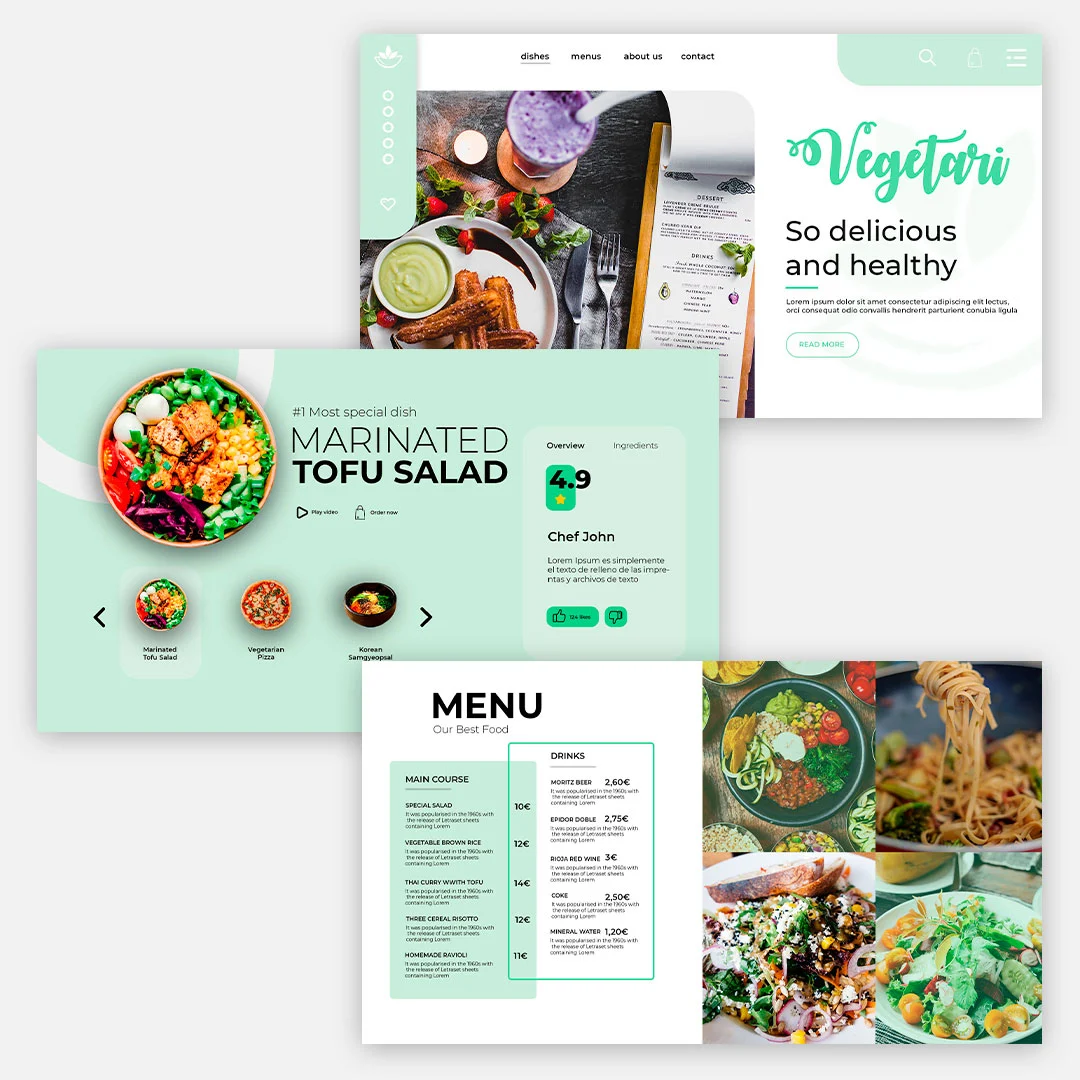 dishes menus about us contact
Vegetari
So delicious
and healthy
Lorem ipsum dolor sit amet consectetur adipiscing elit lectus,
orci consequat odio convallis hendrerit parturient conubia ligula
READ MORE
DESSERT
DRINKS
WATERMELON
MANGO
CHINESE PEAR
#1 Most special dish
MARINATED
TOFU SALAD
Play video Order now
Marinated
Tofu Salad
Vegetarian
Pizza
Korean
Samgyeopsal
Overview Ingredients
4.9
Chef John
Lorem Ipsum es simplemente
el texto de relleno de las impre-
ntas y archivos de texto
124 likes
MENU
Our Best Food
MAIN COURSE
SPECIAL SALAD 10€
It was popularised in the 1960s with
the release of Letraset sheets
containing Lorem
VEGETABLE BROWN RICE 12€
It was popularised in the 1960s with
the release of Letraset sheets
containing Lorem
THAI CURRY WWITH TOFU 14€
It was popularised in the 1960s with
the release of Letraset sheets
containing Lorem
THREE CEREAL RISOTTO 12€
It was popularised in the 1960s with
the release of Letraset sheets
containing Lorem
HOMEMADE RAVIOLI 11€
It was popularised in the 1960s with
the release of Letraset sheets
containing Lorem
DRINKS
MORITZ BEER 2,60€
It was popularised in the 1960s with
the release of Letraset sheets
containing Lorem
EPIDOR DOBLE 2,75€
It was popularised in the 1960s with
the release of Letraset sheets
containing Lorem
RIOJA RED WINE 3€
It was popularised in the 1960s with
the release of Letraset sheets
containing Lorem
COKE 2,50€
It was popularised in the 1960s with
the release of Letraset sheets
containing Lorem
MINERAL WATER 1,20€
It was popularised in the 1960s with
the release of Letraset sheets
containing Lorem